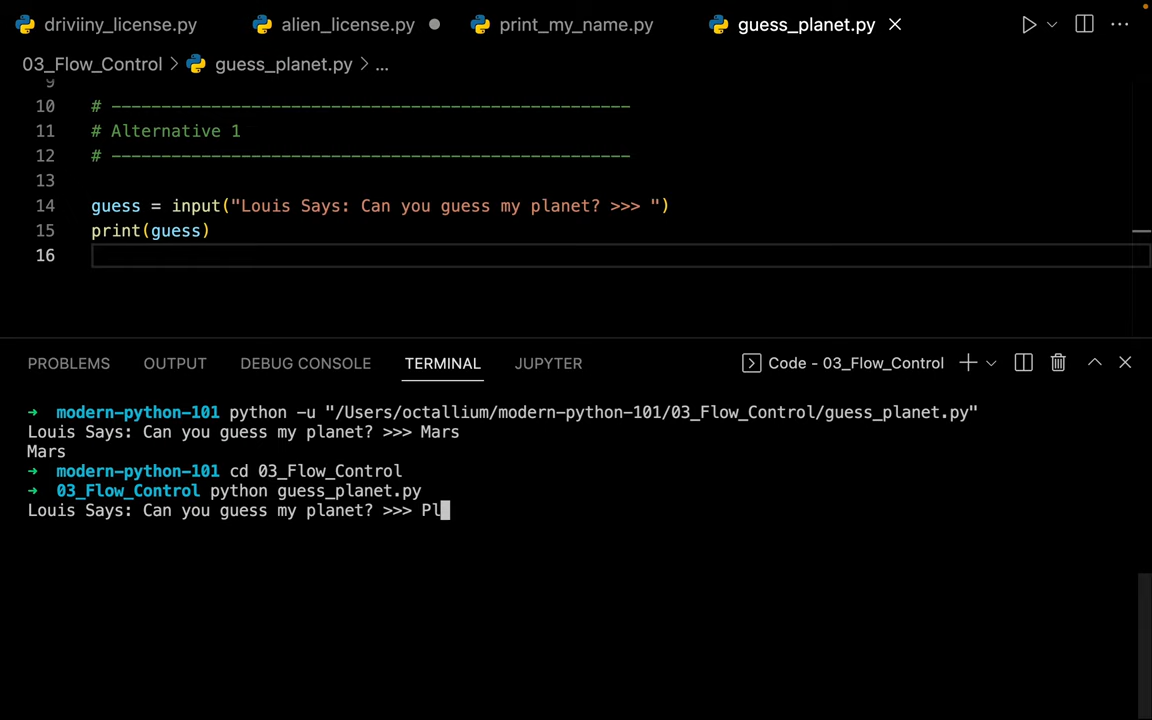 driviiny_license.py alien_license.py print_my_name.py guess_planet.py
03_Flow_Control > guess_planet.py > ...
9
10 # ----------------------------------------------------
11 # Alternative 1
12 # ----------------------------------------------------
13
14 guess = input("Louis Says: Can you guess my planet? >>> ")
15 print(guess)
16
PROBLEMS OUTPUT DEBUG CONSOLE TERMINAL JUPYTER Code - 03_Flow_Control
→ modern-python-101 python -u "/Users/octallium/modern-python-101/03_Flow_Control/guess_planet.py"
Louis Says: Can you guess my planet? >>> Mars
Mars
→ modern-python-101 cd 03_Flow_Control
→ 03_Flow_Control python guess_planet.py
Louis Says: Can you guess my planet? >>> Pl